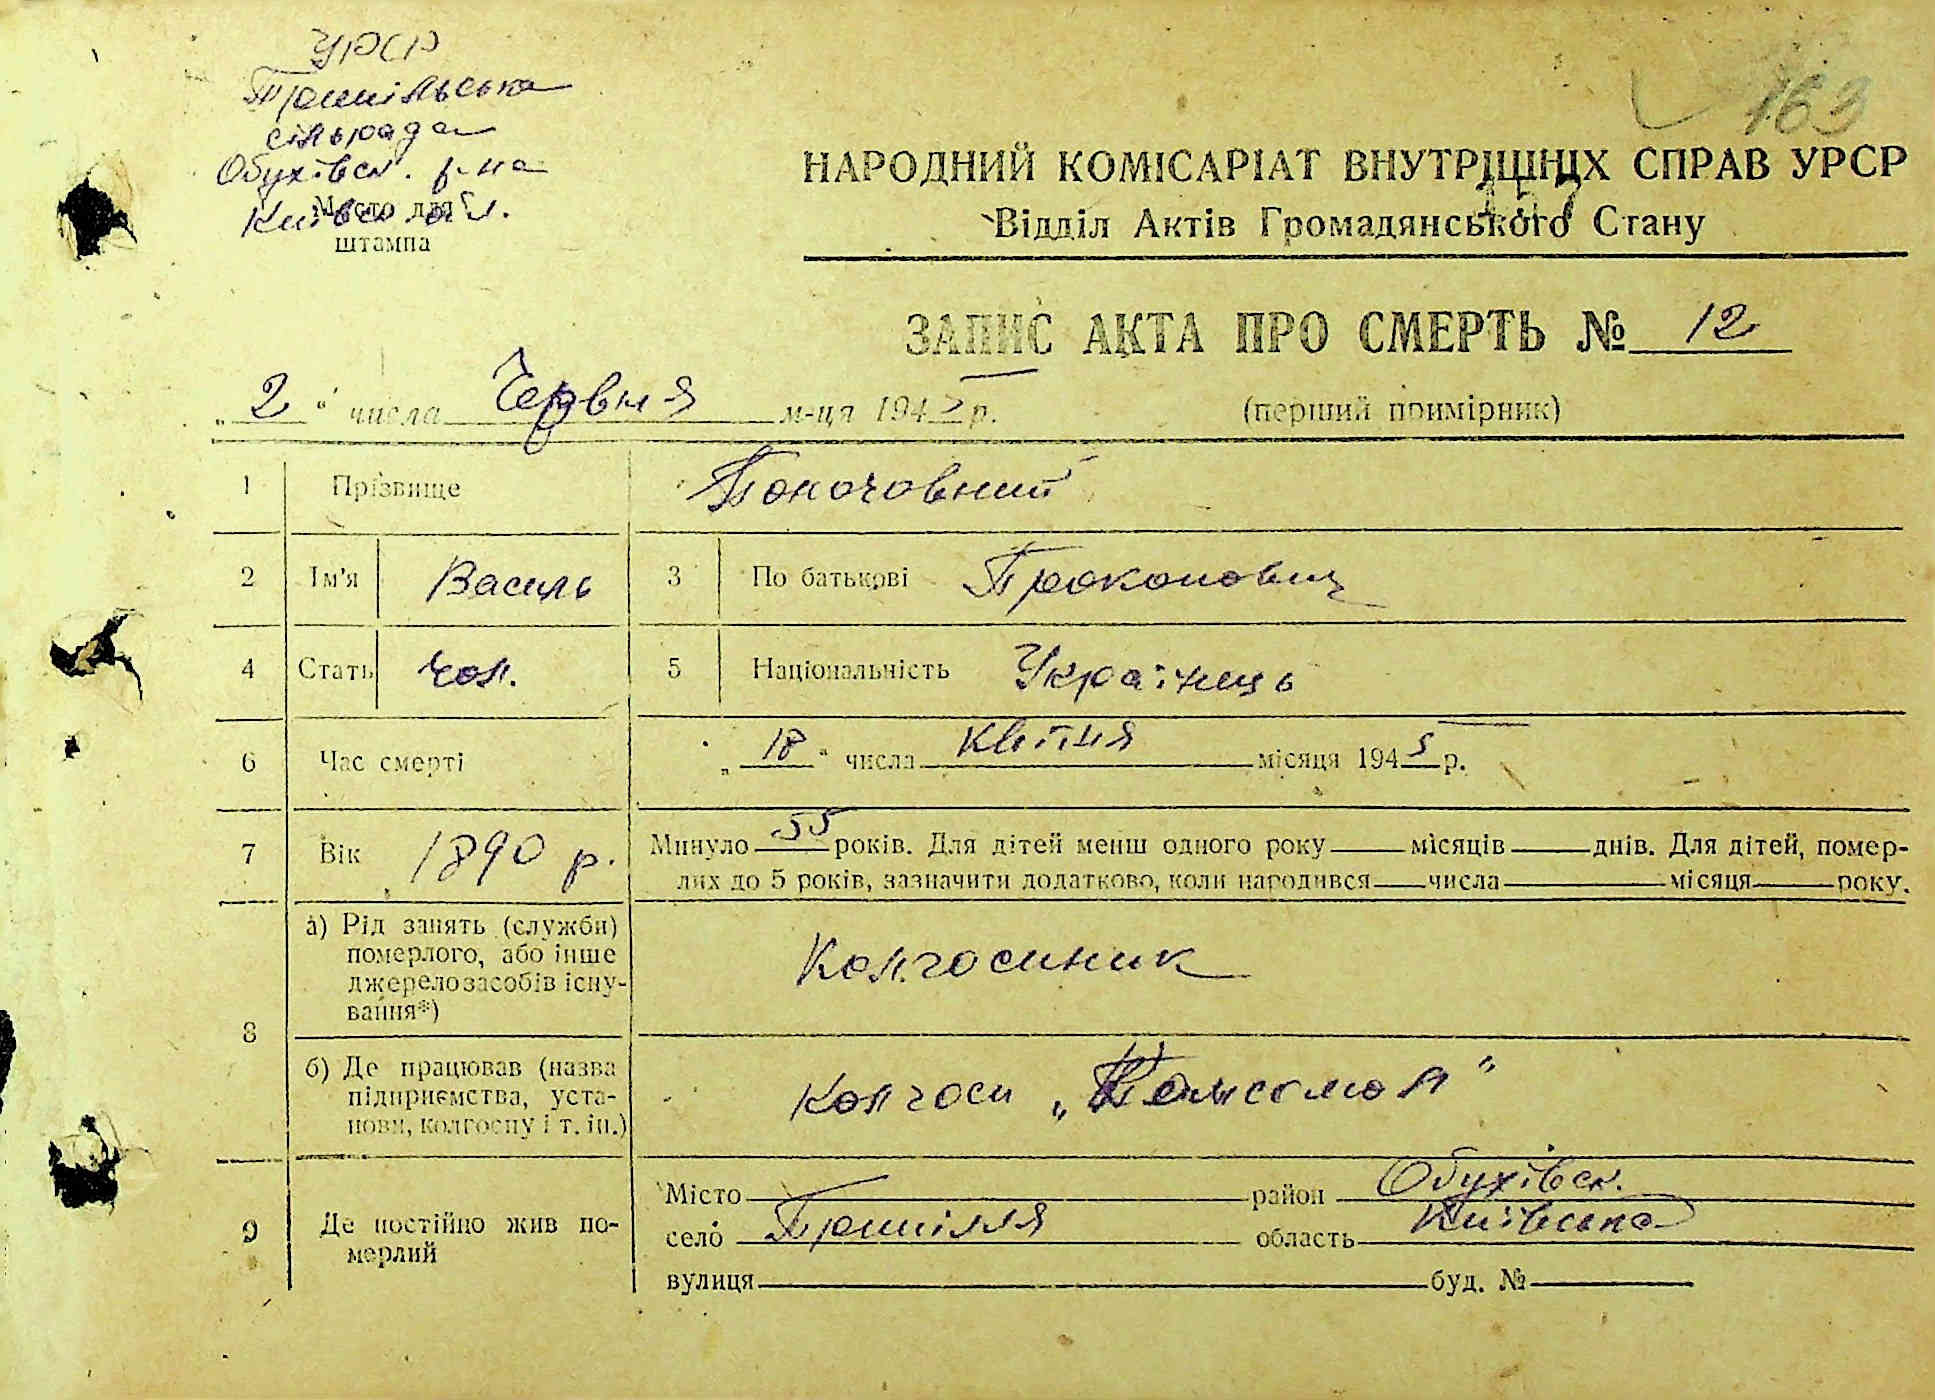 УРСР
Трипільська
сільрада
Обухівськ. р-на
Київськ обл.
Місто для
штампа
163
НАРОДНИЙ КОМІСАРІАТ ВНУТРІШНІХ СПРАВ УРСР
157
Відділ Актів Громадянського Стану
ЗАПИС АКТА ПРО СМЕРТЬ № 12
„ 2 “ числа Червня м-ця 1945 р. (перший примірник)
1 Прізвище Токочовний
2 Ім'я Василь 3 По батькові Прокопович
4 Стать чол. 5 Національність Українець
6 Час смерті „ 18 “ числа квітня місяця 1945 р.
7 Вік 1890 р. Минуло 55 років. Для дітей менш одного року місяців днів. Для дітей, помер-
лих до 5 років, зазначити додатково, коли народився числа місяця року.
8 а) Рід занять (служби)
померлого, або інше
джерело засобів існу-
вання*) Колгоспник
б) Де працював (назва
підприємства, уста-
нови, колгоспу і т. ін.) колгосп „Комсомол"
9 Де постійно жив по-
мерлий
Місто район Обухівськ.
село Трипілля область Київська
вулиця буд. №